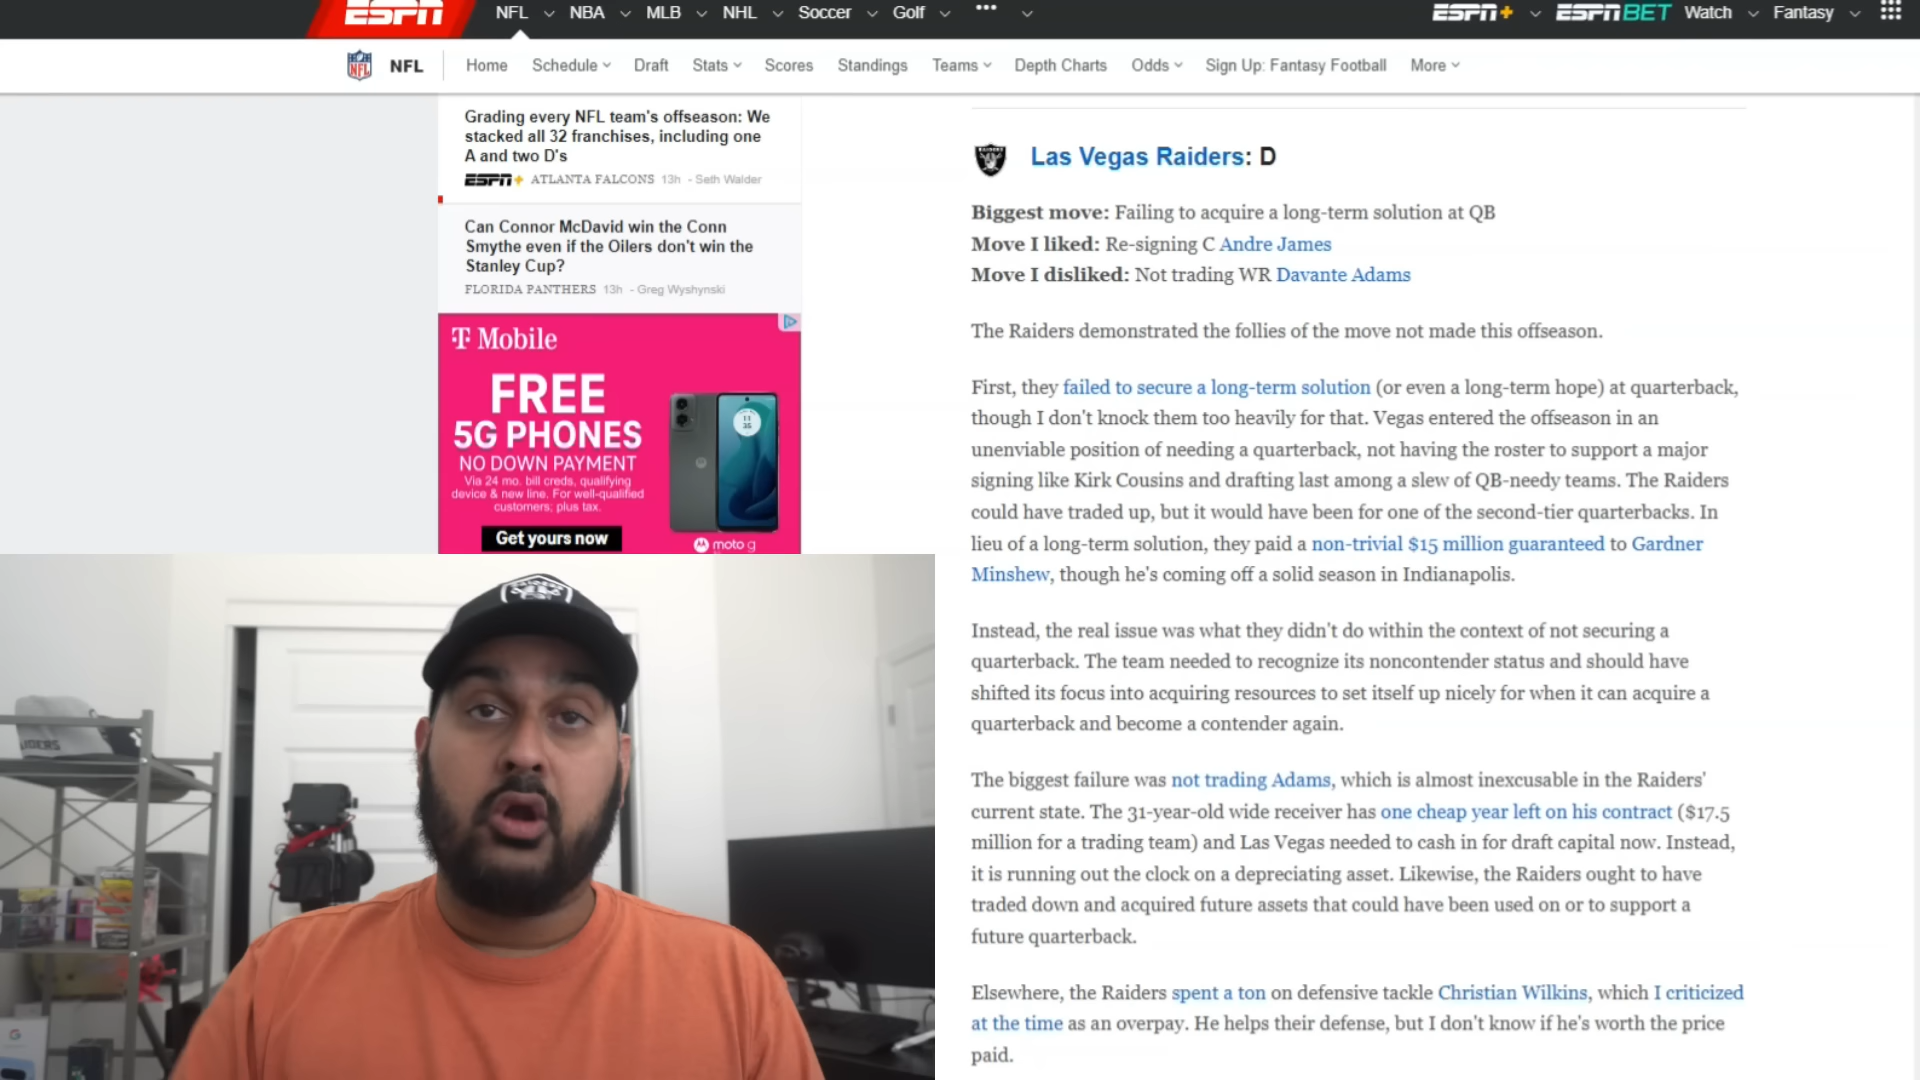 ESPN
NFL NBA MLB NHL Soccer Golf ••• ESPN+ ESPN BET Watch Fantasy
NFL Home Schedule Draft Stats Scores Standings Teams Depth Charts Odds Sign Up: Fantasy Football More
Grading every NFL team's offseason: We
stacked all 32 franchises, including one
A and two D's
ESPN+ ATLANTA FALCONS 13h - Seth Walder
Can Connor McDavid win the Conn
Smythe even if the Oilers don't win the
Stanley Cup?
FLORIDA PANTHERS 13h - Greg Wyshynski
T Mobile
FREE
5G PHONES
NO DOWN PAYMENT
Via 24 mo. bill creds, qualifying
device & new line. For well-qualified
customers; plus tax.
Get yours now
11
35
moto g
RAIDERS
Las Vegas Raiders: D
Biggest move: Failing to acquire a long-term solution at QB
Move I liked: Re-signing C Andre James
Move I disliked: Not trading WR Davante Adams
The Raiders demonstrated the follies of the move not made this offseason.
First, they failed to secure a long-term solution (or even a long-term hope) at quarterback,
though I don't knock them too heavily for that. Vegas entered the offseason in an
unenviable position of needing a quarterback, not having the roster to support a major
signing like Kirk Cousins and drafting last among a slew of QB-needy teams. The Raiders
could have traded up, but it would have been for one of the second-tier quarterbacks. In
lieu of a long-term solution, they paid a non-trivial $15 million guaranteed to Gardner
Minshew, though he's coming off a solid season in Indianapolis.
Instead, the real issue was what they didn't do within the context of not securing a
quarterback. The team needed to recognize its noncontender status and should have
shifted its focus into acquiring resources to set itself up nicely for when it can acquire a
quarterback and become a contender again.
The biggest failure was not trading Adams, which is almost inexcusable in the Raiders'
current state. The 31-year-old wide receiver has one cheap year left on his contract ($17.5
million for a trading team) and Las Vegas needed to cash in for draft capital now. Instead,
it is running out the clock on a depreciating asset. Likewise, the Raiders ought to have
traded down and acquired future assets that could have been used on or to support a
future quarterback.
Elsewhere, the Raiders spent a ton on defensive tackle Christian Wilkins, which I criticized
at the time as an overpay. He helps their defense, but I don't know if he's worth the price
paid.